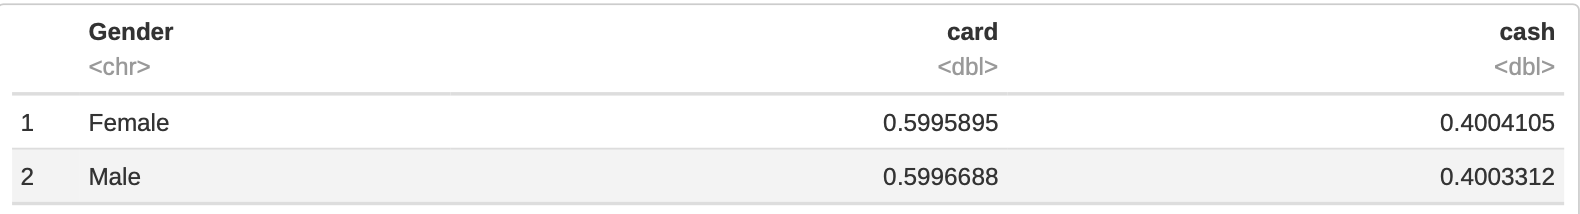 Gender card cash
<chr> <dbl> <dbl>
1 Female 0.5995895 0.4004105
2 Male 0.5996688 0.4003312